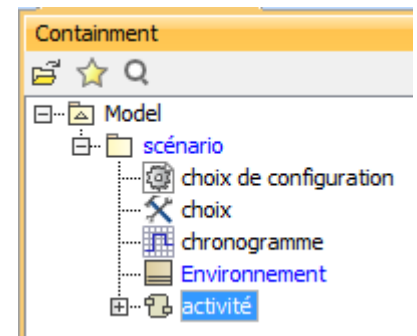 Containment
Model
scénario
choix de configuration
choix
chronogramme
Environnement
activité